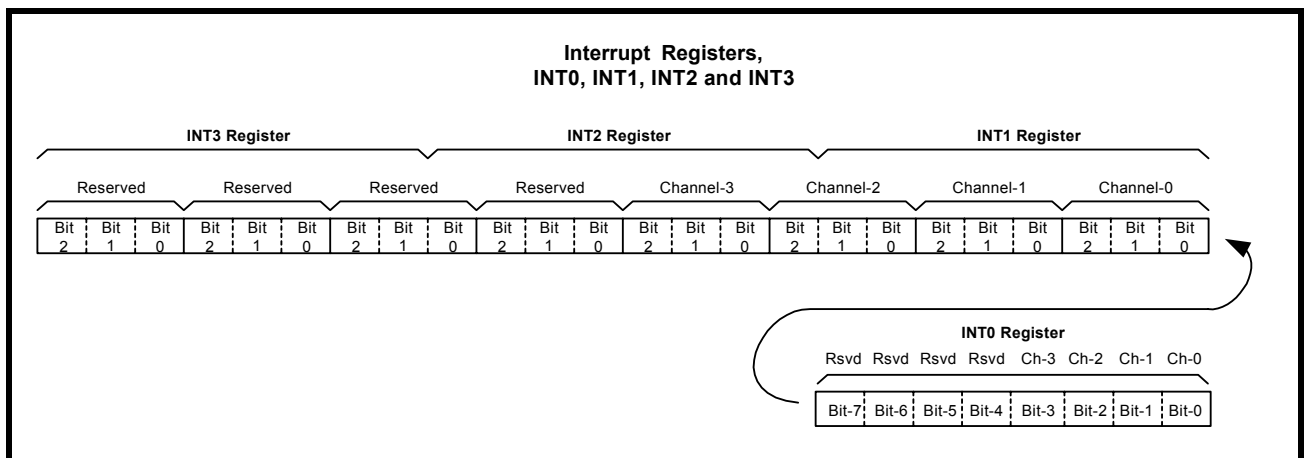 Interrupt Registers,
INT0, INT1, INT2 and INT3
INT3 Register INT2 Register INT1 Register
Reserved Reserved Reserved Reserved Channel-3 Channel-2 Channel-1 Channel-0
Bit Bit Bit Bit Bit Bit Bit Bit Bit Bit Bit Bit Bit Bit Bit Bit Bit Bit Bit Bit Bit Bit Bit Bit
2 1 0 2 1 0 2 1 0 2 1 0 2 1 0 2 1 0 2 1 0 2 1 0
INT0 Register
Rsvd Rsvd Rsvd Rsvd Ch-3 Ch-2 Ch-1 Ch-0
Bit-7 Bit-6 Bit-5 Bit-4 Bit-3 Bit-2 Bit-1 Bit-0